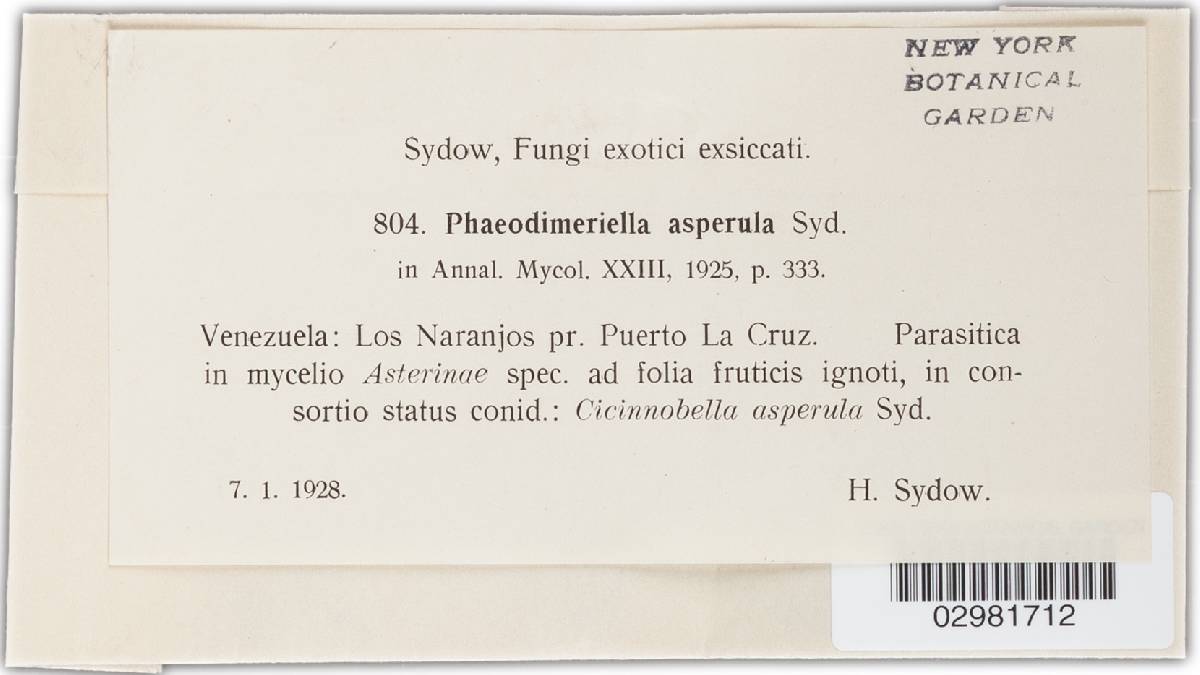 NEW YORK
BOTANICAL
GARDEN
Sydow, Fungi exotici exsiccati.
804. Phaeodimeriella asperula Syd.
in Annal. Mycol. XXIII, 1925, p. 333.
Venezuela: Los Naranjos pr. Puerto La Cruz. Parasitica
in mycelio Asterinae spec. ad folia fruticis ignoti, in con-
sortio status conid.: Cicinnobella asperula Syd.
7. 1. 1928. H. Sydow.
02981712